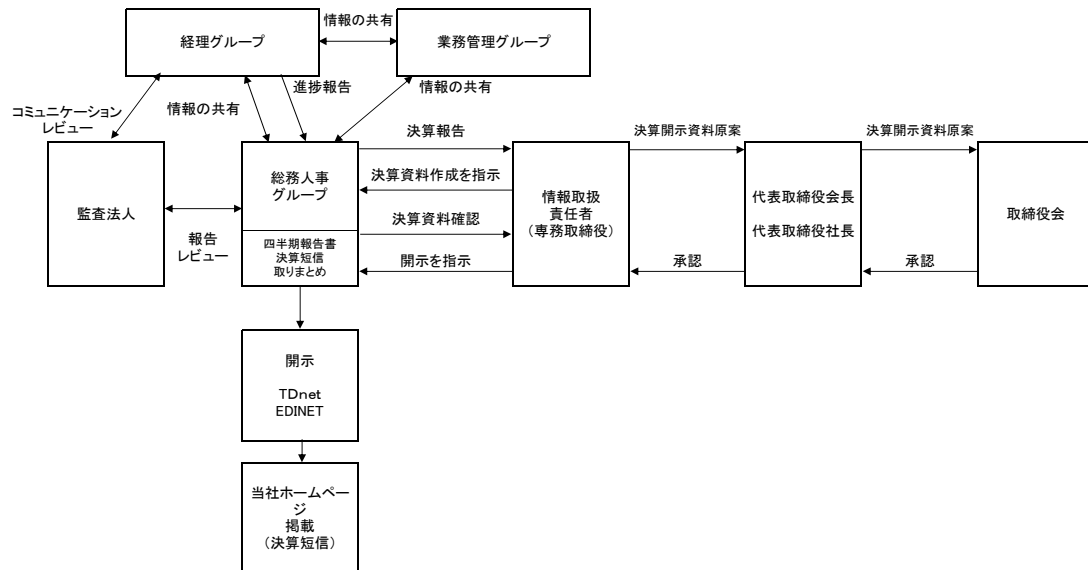 情報の共有
経理グループ
業務管理グループ
進捗報告
情報の共有
情報の共有
コミュニケーション
レビュー
監査法人
報告
レビュー
総務人事
グループ
四半期報告書
決算短信
取りまとめ
決算報告
決算資料作成を指示
決算資料確認
開示を指示
情報取扱
責任者
(専務取締役)
決算開示資料原案
承認
代表取締役会長
代表取締役社長
決算開示資料原案
承認
取締役会
開示
TDnet
EDINET
当社ホームペー
ジ
掲載
(決算短信)